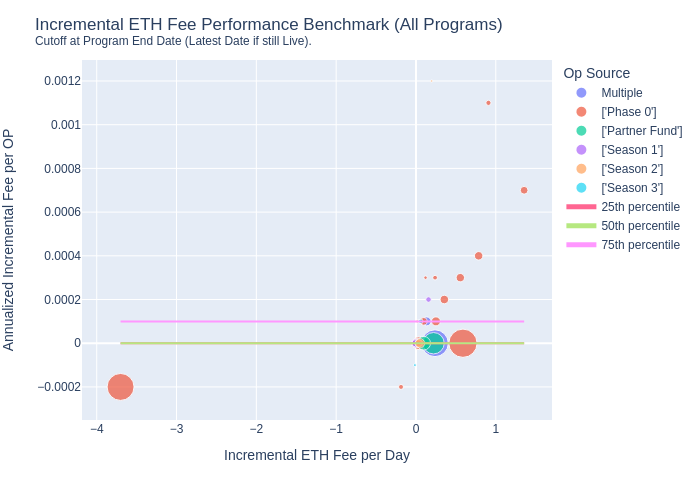 Incremental ETH Fee Performance Benchmark (All Programs)
Cutoff at Program End Date (Latest Date if still Live).
Annualized Incremental Fee per OP
0.0012
0.001
0.0008
0.0006
0.0004
0.0002
0
−0.0002
−4
−3
−2
−1
0
1
Incremental ETH Fee per Day
Op Source
Multiple
['Phase 0']
['Partner Fund']
['Season 1']
['Season 2']
['Season 3']
25th percentile
50th percentile
75th percentile